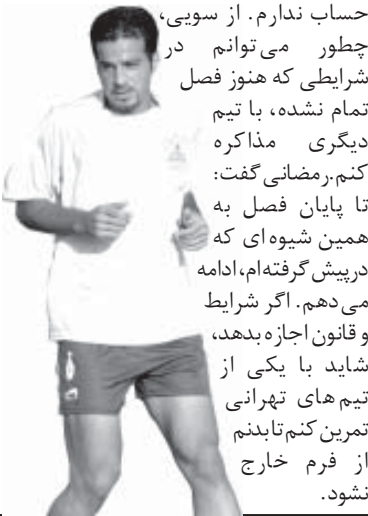 حساب ندارم. از سویی،
چطور می‌توانم در
شرایطی که هنوز فصل
تمام نشده، با تیم
دیگری مذاکره
کنم.رمضانی گفت:
تا پایان فصل به
همین شیوه‌ای که
درپیش گرفته‌ام،ادامه
می‌دهم. اگر شرایط
و قانون اجازه بدهد،
شاید با یکی از
تیم‌های تهرانی
تمرین کنم تا بدنم
از فرم خارج
نشود.